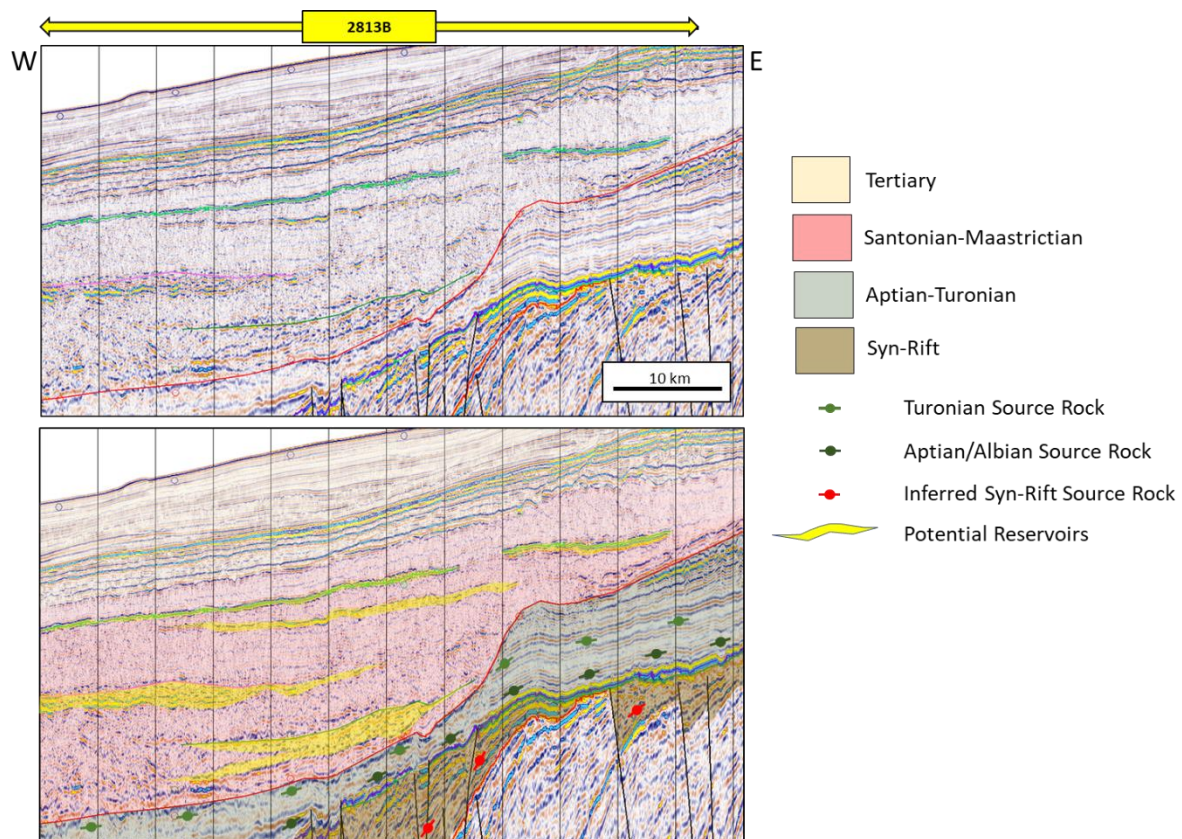 2813B
W
E
10 km
Tertiary
Santonian-Maastrictian
Aptian-Turonian
Syn-Rift
Turonian Source Rock
Aptian/Albian Source Rock
Inferred Syn-Rift Source Rock
Potential Reservoirs